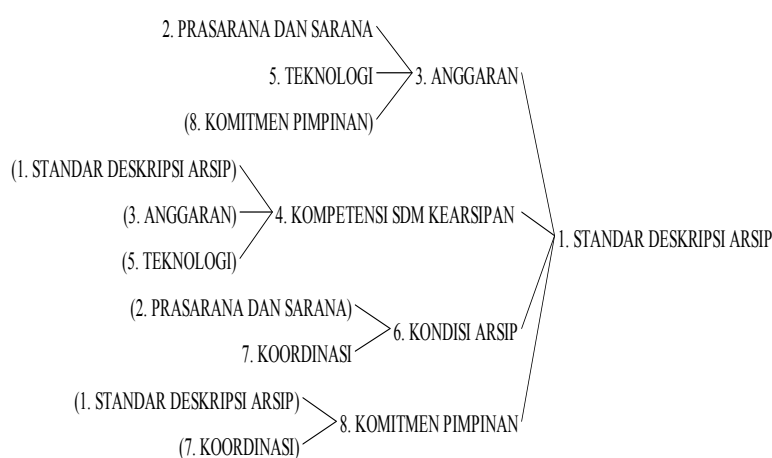 2. PRASARANA DAN SARANA
5. TEKNOLOGI
3. ANGGARAN
(8. KOMITMEN PIMPINAN)
(1. STANDAR DESKRIPSI ARSIP)
(3. ANGGARAN)
4. KOMPETENSI SDM KEARSIPAN
(5. TEKNOLOGI)
1. STANDAR DESKRIPSI ARSIP
(2. PRASARANA DAN SARANA)
6. KONDISI ARSIP
7. KOORDINASI
(1. STANDAR DESKRIPSI ARSIP)
8. KOMITMEN PIMPINAN
(7. KOORDINASI)